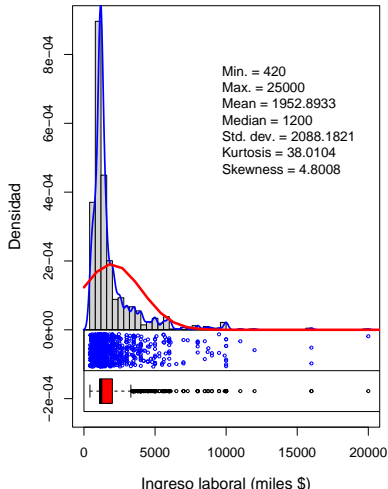 Min. = 420
Max. = 25000
Mean = 1952.8933
Median = 1200
Std. dev. = 2088.1821
Kurtosis = 38.0104
Skewness = 4.8008
Densidad
8e−04
6e−04
4e−04
2e−04
0e+00
−2e−04
0 5000 10000 15000 20000
Ingreso laboral (miles $)